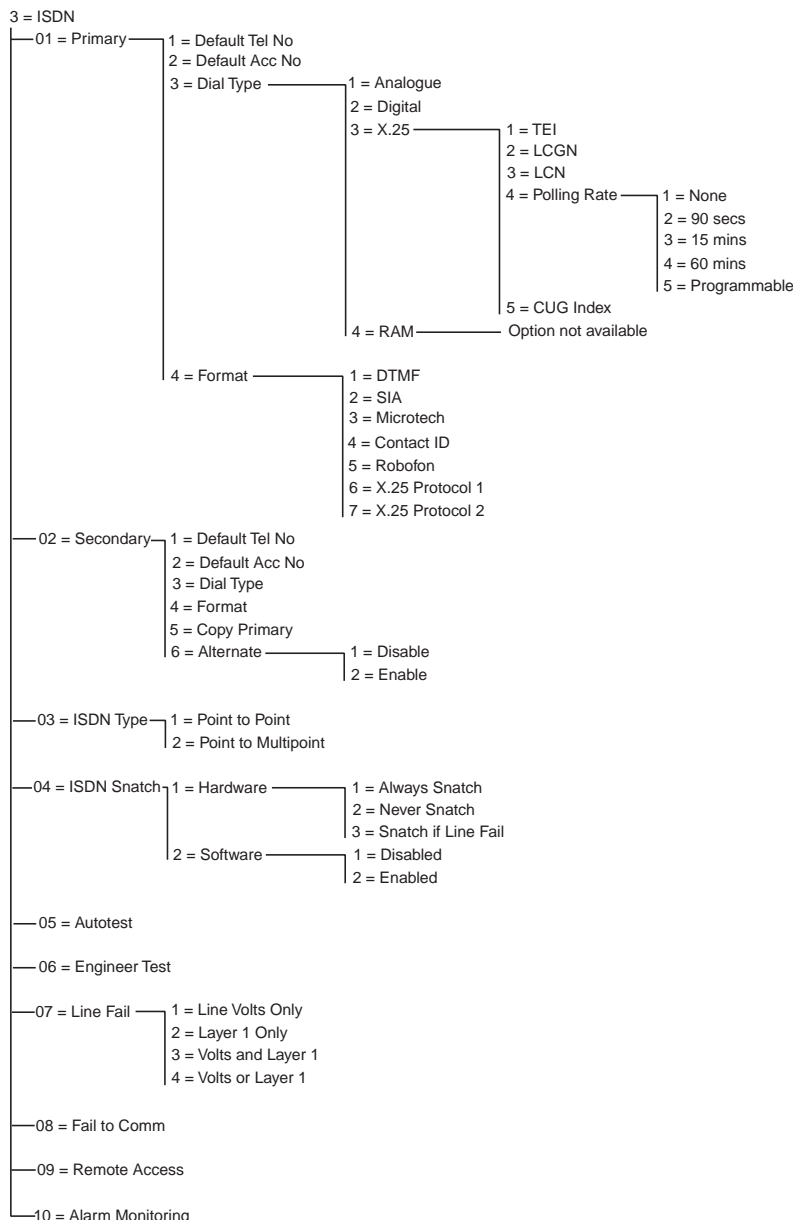 3 = ISDN
01 = Primary
1 = Default Tel No
2 = Default Acc No
3 = Dial Type
1 = Analogue
2 = Digital
3 = X.25
1 = TEI
2 = LCGN
3 = LCN
4 = Polling Rate
1 = None
2 = 90 secs
3 = 15 mins
4 = 60 mins
5 = Programmable
5 = CUG Index
4 = RAM
Option not available
4 = Format
1 = DTMF
2 = SIA
3 = Microtech
4 = Contact ID
5 = Robofon
6 = X.25 Protocol 1
7 = X.25 Protocol 2
02 = Secondary
1 = Default Tel No
2 = Default Acc No
3 = Dial Type
4 = Format
5 = Copy Primary
6 = Alternate
1 = Disable
2 = Enable
03 = ISDN Type
1 = Point to Point
2 = Point to Multipoint
04 = ISDN Snatch
1 = Hardware
1 = Always Snatch
2 = Never Snatch
3 = Snatch if Line Fail
2 = Software
1 = Disabled
2 = Enabled
05 = Autotest
06 = Engineer Test
07 = Line Fail
1 = Line Volts Only
2 = Layer 1 Only
3 = Volts and Layer 1
4 = Volts or Layer 1
08 = Fail to Comm
09 = Remote Access
10 = Alarm Monitoring